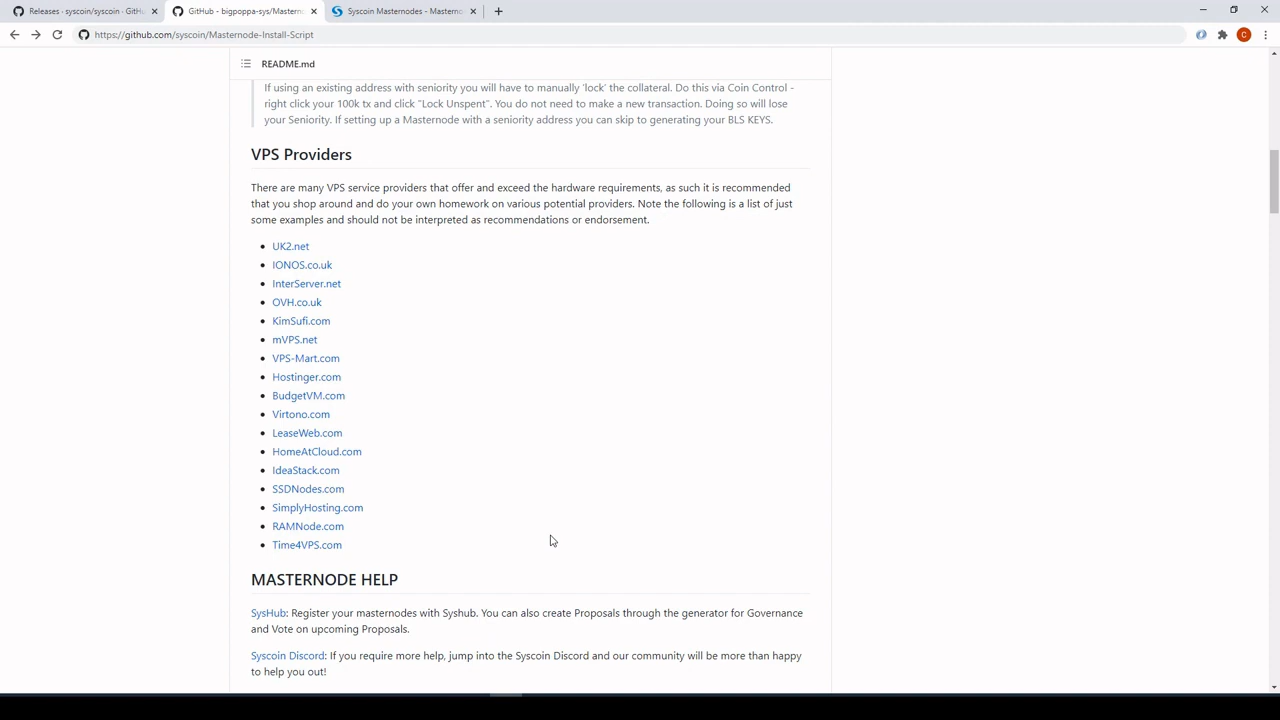 Releases · syscoin/syscoin · GitHu
GitHub - bigpoppa-sys/Mastern
Syscoin Masternodes - Masterno
https://github.com/syscoin/Masternode-Install-Script
C
README.md
If using an existing address with seniority you will have to manually 'lock' the collateral. Do this via Coin Control -
right click your 100k tx and click "Lock Unspent". You do not need to make a new transaction. Doing so will lose
your Seniority. If setting up a Masternode with a seniority address you can skip to generating your BLS KEYS.
VPS Providers
There are many VPS service providers that offer and exceed the hardware requirements, as such it is recommended
that you shop around and do your own homework on various potential providers. Note the following is a list of just
some examples and should not be interpreted as recommendations or endorsement.
UK2.net
IONOS.co.uk
InterServer.net
OVH.co.uk
KimSufi.com
mVPS.net
VPS-Mart.com
Hostinger.com
BudgetVM.com
Virtono.com
LeaseWeb.com
HomeAtCloud.com
IdeaStack.com
SSDNodes.com
SimplyHosting.com
RAMNode.com
Time4VPS.com
MASTERNODE HELP
SysHub: Register your masternodes with Syshub. You can also create Proposals through the generator for Governance
and Vote on upcoming Proposals.
Syscoin Discord: If you require more help, jump into the Syscoin Discord and our community will be more than happy
to help you out!